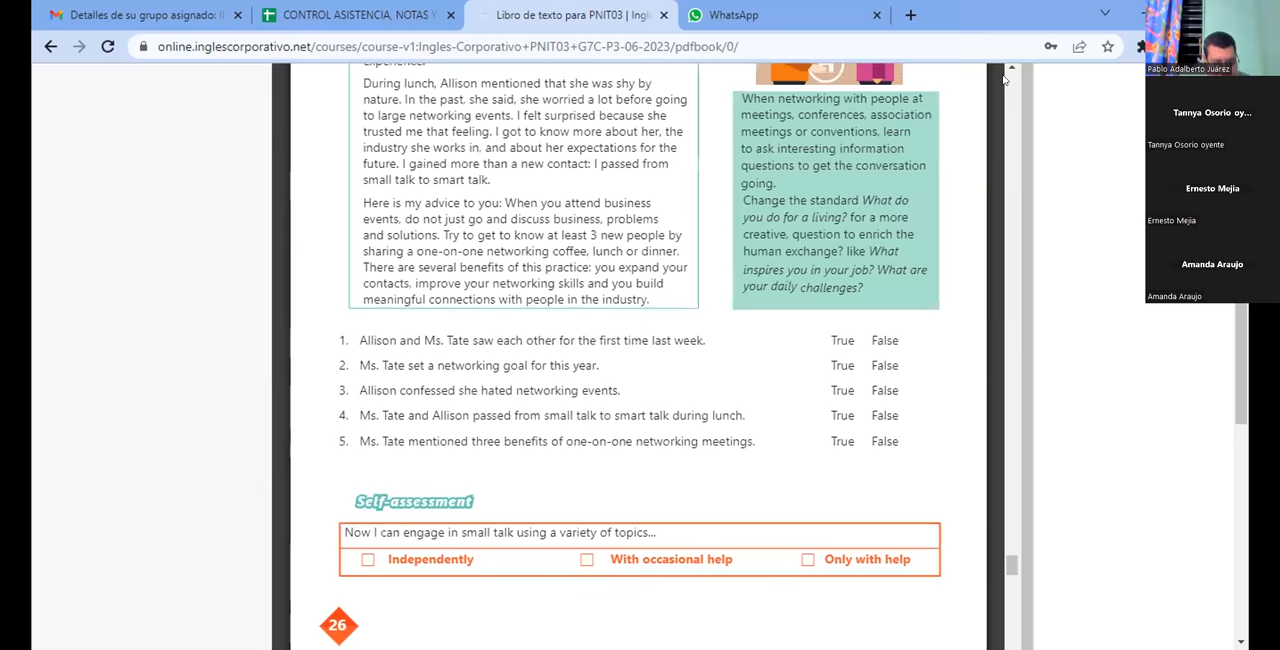 Detalles de su grupo asignado:
CONTROL ASISTENCIA, NOTAS Y
Libro de texto para PNIT03 | Ingl
WhatsApp
online.inglescorporativo.net/courses/course-v1:Ingles-Corporativo+PNIT03+G7C-P3-06-2023/pdfbook/0/
Pablo Adalberto Juárez
Tannya Osorio oy...
Tannya Osorio oyente
Ernesto Mejia
Ernesto Mejía
Amanda Araujo
Amanda Araujo
experience.
During lunch, Alison mentioned that she was shy by
nature. In the past, she said, she worried a lot before going
to large networking events. I felt surprised because she
trusted me that feeling. I got to know more about her, the
industry she works in, and about her expectations for the
future. I gained more than a new contact: I passed from
small talk to smart talk.
Here is my advice to you: When you attend business
events, do not just go and discuss business, problems
and solutions. Try to get to know at least 3 new people by
sharing a one-on-one networking coffee, lunch or dinner.
There are several benefits of this practice: you expand your
contacts, improve your networking skills and you build
meaningful connections with people in the industry.
When networking with people at
meetings, conferences, association
meetings or conventions, learn
to ask interesting information
questions to get the conversation
going.
Change the standard What do
you do for a living? for a more
creative, question to enrich the
human exchange? like What
inspires you in your job? What are
your daily challenges?
1. Allison and Ms. Tate saw each other for the first time last week. True False
2. Ms. Tate set a networking goal for this year. True False
3. Allison confessed she hated networking events. True False
4. Ms. Tate and Allison passed from small talk to smart talk during lunch. True False
5. Ms. Tate mentioned three benefits of one-on-one networking meetings. True False
Self-assessment
Now I can engage in small talk using a variety of topics...
Independently With occasional help Only with help
26